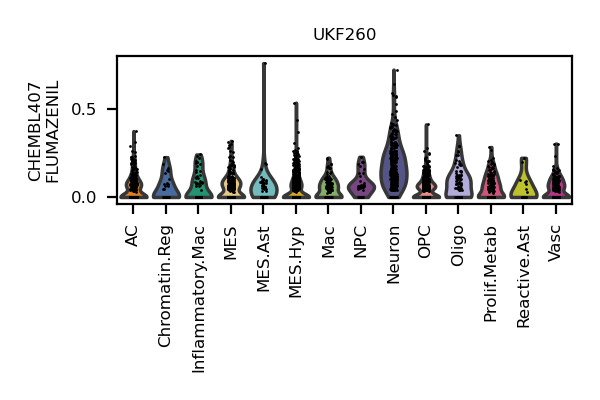 UKF260
CHEMBL407
FLUMAZENIL
0.5
0.0
AC
Chromatin.Reg
Inflammatory.Mac
MES
MES.Ast
MES.Hyp
Mac
NPC
Neuron
OPC
Oligo
Prolif.Metab
Reactive.Ast
Vasc